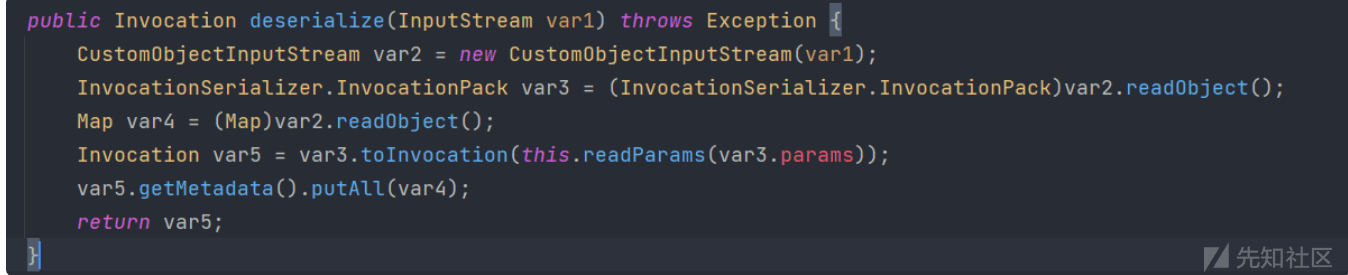 public Invocation deserialize(InputStream var1) throws Exception {
    CustomObjectInputStream var2 = new CustomObjectInputStream(var1);
    InvocationSerializer.InvocationPack var3 = (InvocationSerializer.InvocationPack)var2.readObject();
    Map var4 = (Map)var2.readObject();
    Invocation var5 = var3.toInvocation(this.readParams(var3.params));
    var5.getMetadata().putAll(var4);
    return var5;
}
先知社区